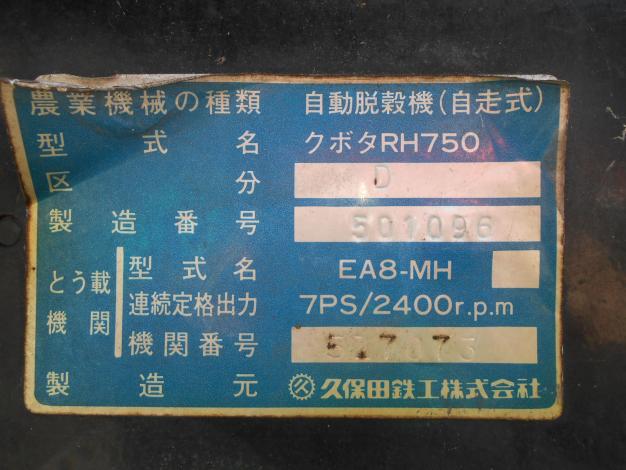 農業機械の種類 自動脱穀機(自走式)
型式名 クボタRH750
区分 D
製造番号 501096
とう載機関 型式名 EA8-MH
連続定格出力 7PS/2400r.p.m
機関番号
製造元 久保田鉄工株式会社